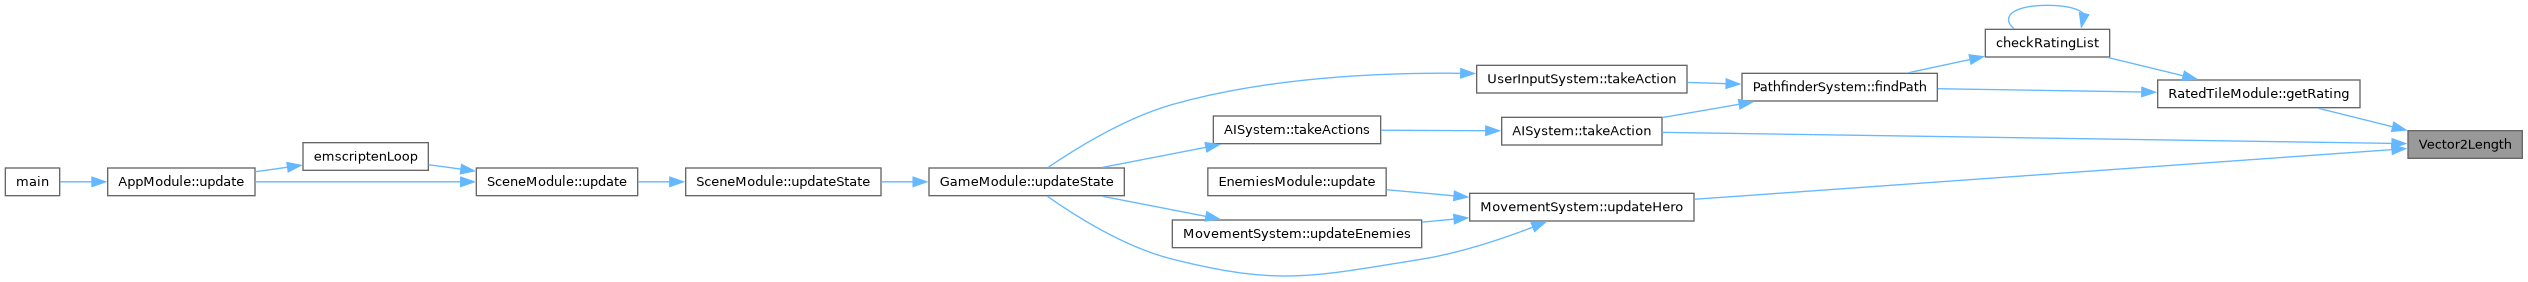 main
AppModule::update
emscriptenLoop
SceneModule::update
SceneModule::updateState
GameModule::updateState
UserInputSystem::takeAction
AISystem::takeActions
EnemiesModule::update
MovementSystem::updateEnemies
AISystem::takeAction
MovementSystem::updateHero
PathfinderSystem::findPath
checkRatingList
RatedTileModule::getRating
Vector2Length